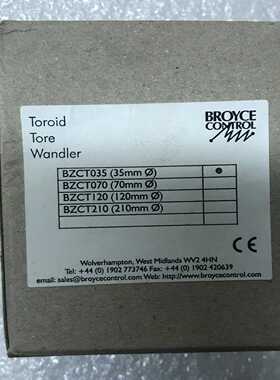 Toroid
Tore
Wandler
BROYCE
CONTROL
BZCT035 (35mm Ø) •
BZCT070 (70mm Ø)
BZCT120 (120mm Ø)
BZCT210 (210mm Ø)
CE
Wolverhampton, West Midlands WV2 4HN
Tel: +44 (0) 1902 773746 Fax: +44 (0) 1902 420639
email: sales@broycecontrol.com Web: http://www.broycecontrol.com